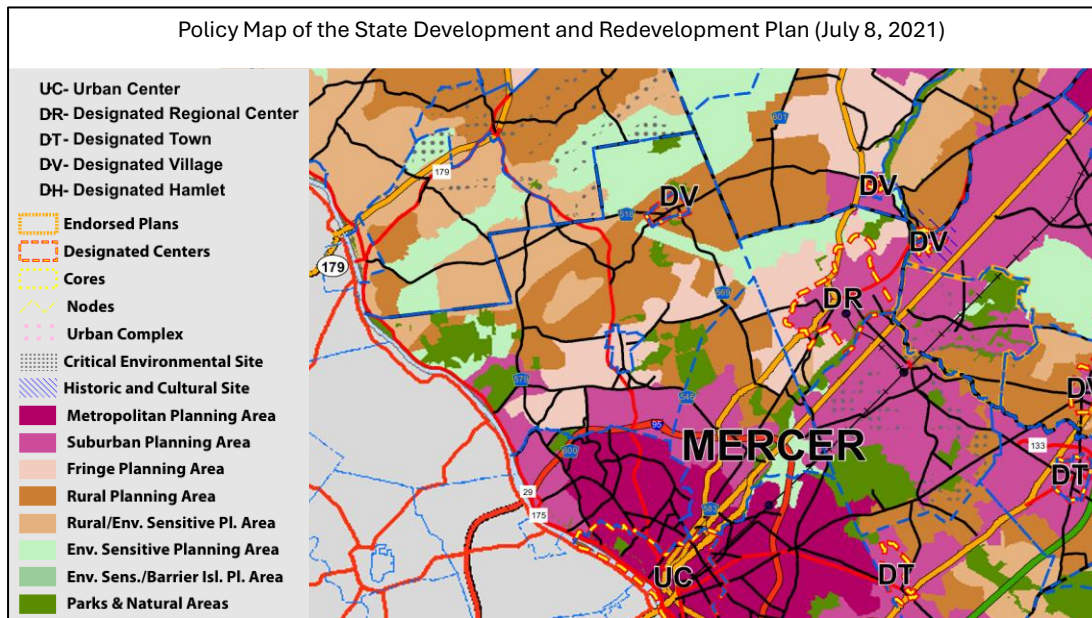 Policy Map of the State Development and Redevelopment Plan (July 8, 2021)
UC- Urban Center
DR- Designated Regional Center
DT- Designated Town
DV- Designated Village
DH- Designated Hamlet
Endorsed Plans
Designated Centers
Cores
Nodes
Urban Complex
Critical Environmental Site
Historic and Cultural Site
Metropolitan Planning Area
Suburban Planning Area
Fringe Planning Area
Rural Planning Area
Rural/Env. Sensitive Pl. Area
Env. Sensitive Planning Area
Env. Sens./Barrier Isl. Pl. Area
Parks & Natural Areas
601
179
DV
DV
518
DV
179
569
DR
579
546
DV
95
MERCER
133
600
DT
29
583
175
UC
DT